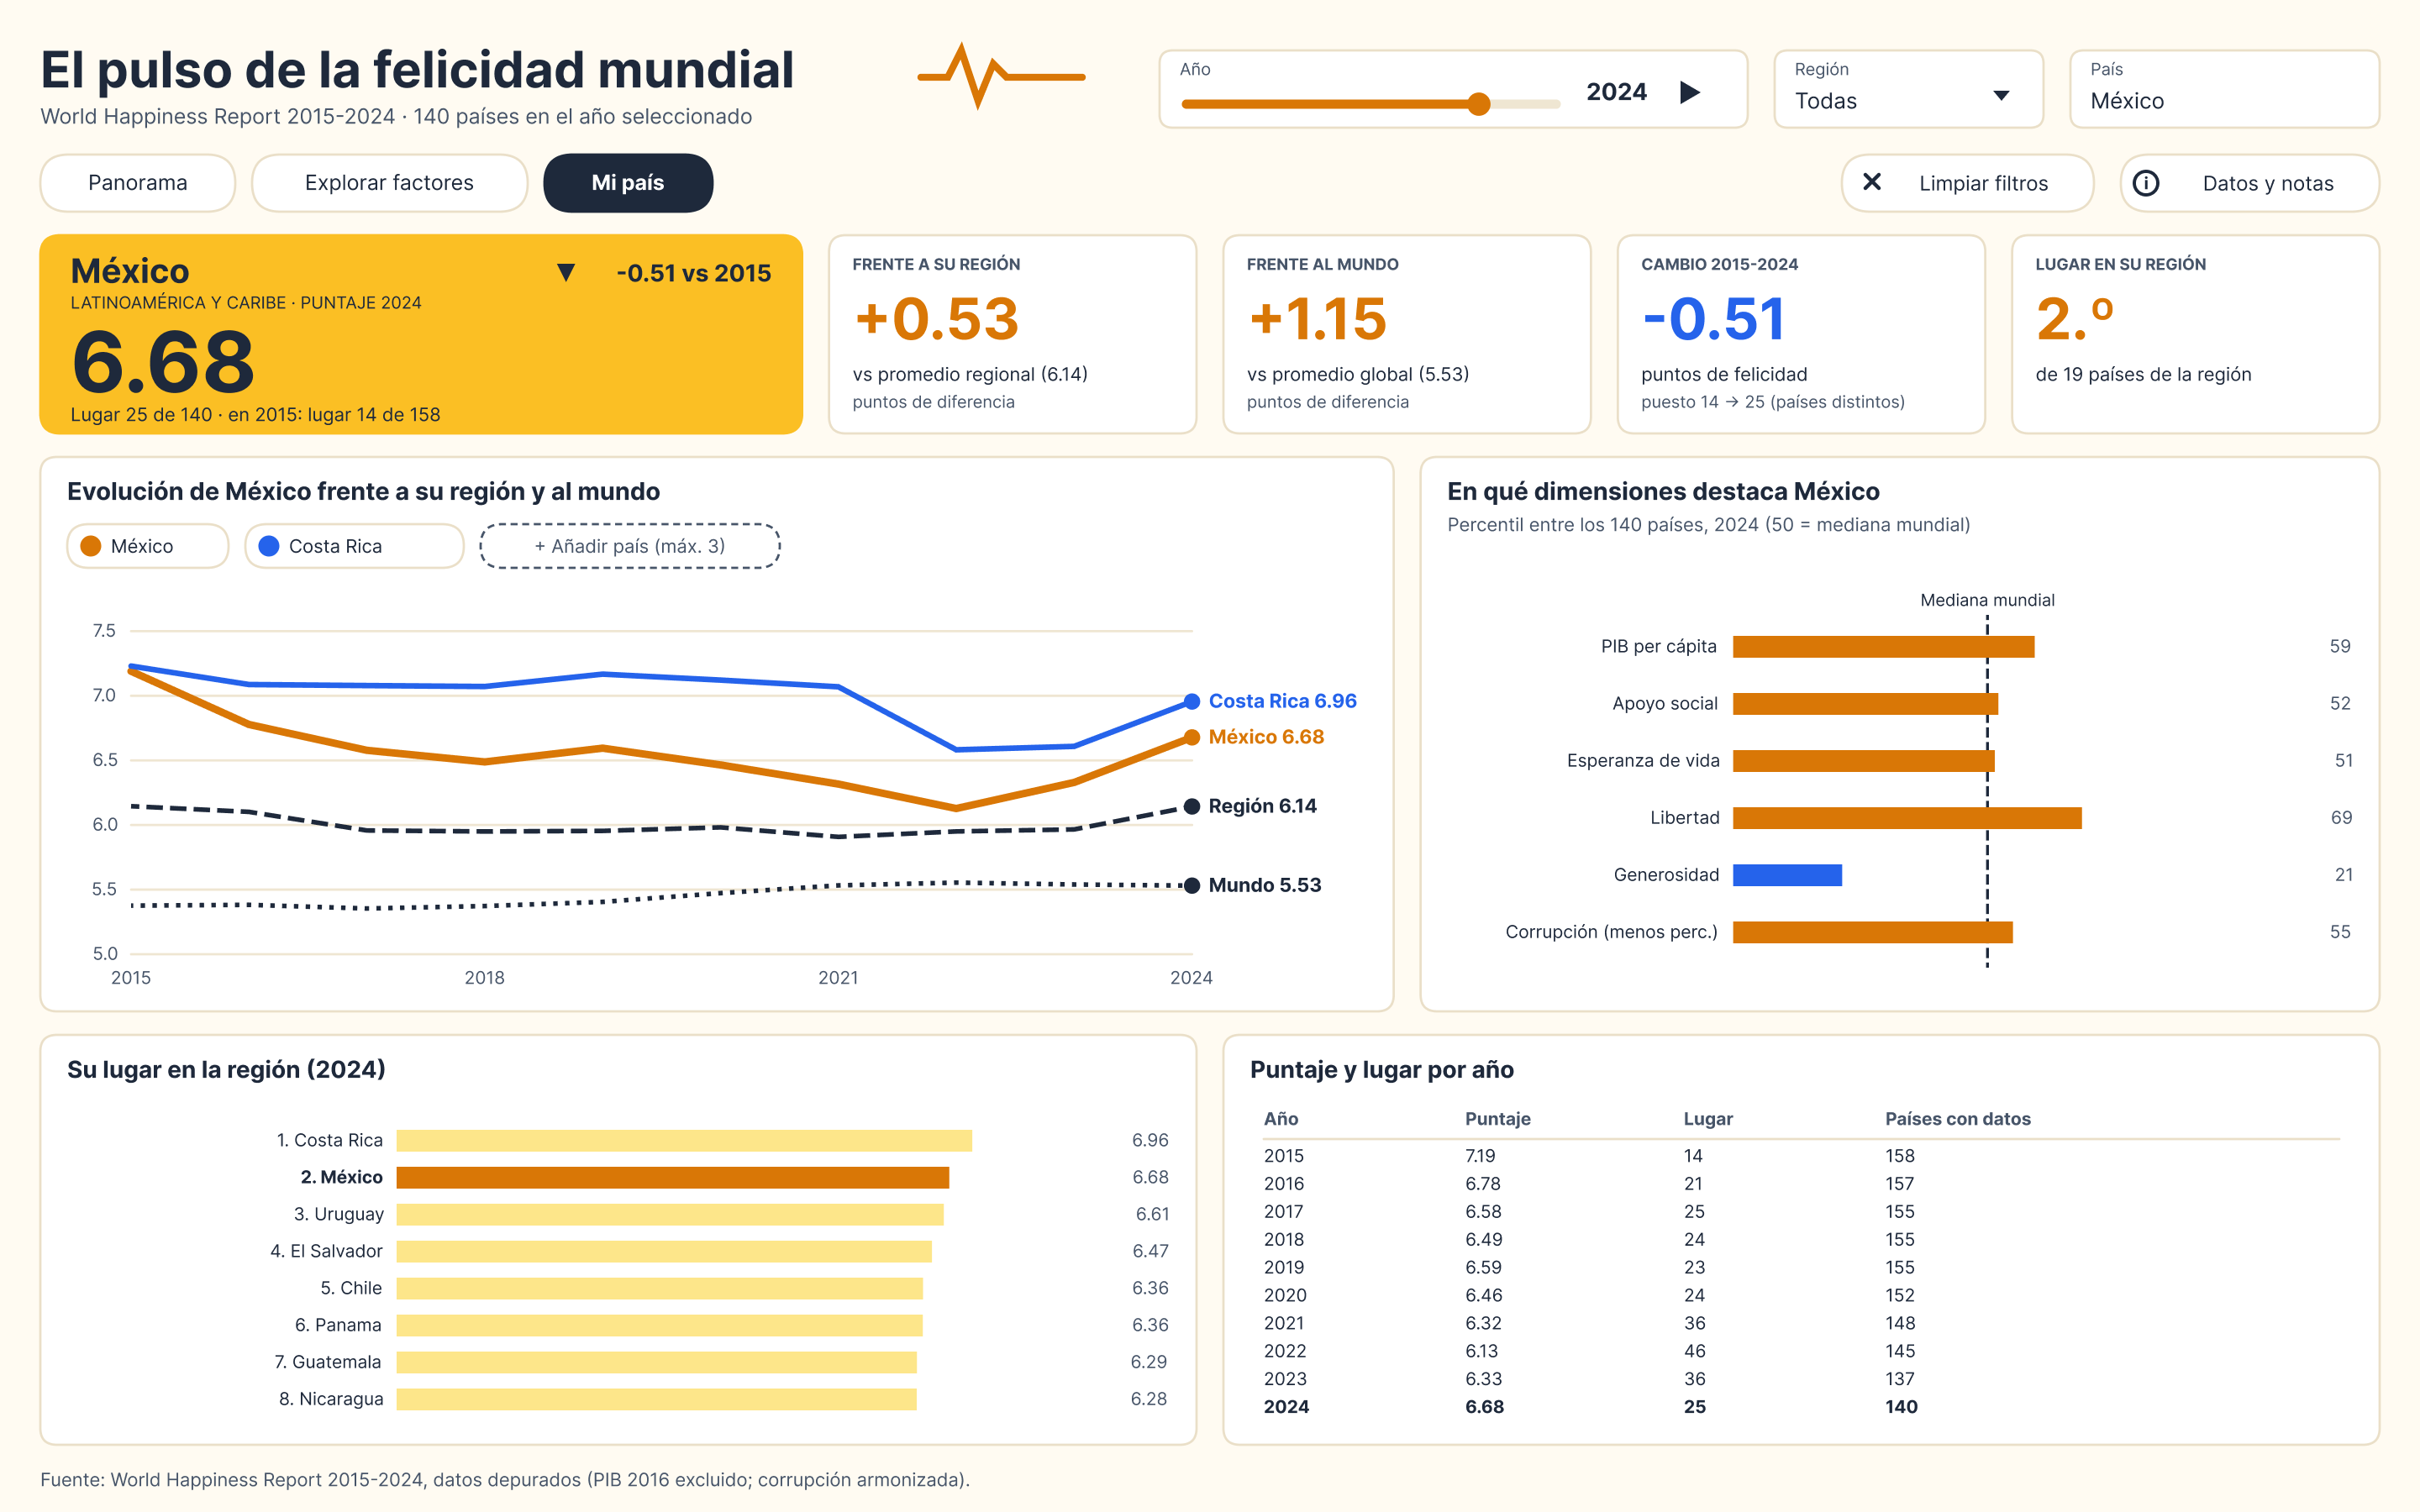 El pulso de la felicidad mundial
World Happiness Report 2015-2024 · 140 países en el año seleccionado
Año
2024
Región
Todas
País
México
Panorama
Explorar factores
Mi país
Limpiar filtros
Datos y notas
México
-0.51 vs 2015
LATINOAMÉRICA Y CARIBE · PUNTAJE 2024
6.68
Lugar 25 de 140 · en 2015: lugar 14 de 158
FRENTE A SU REGIÓN
+0.53
vs promedio regional (6.14)
puntos de diferencia
FRENTE AL MUNDO
+1.15
vs promedio global (5.53)
puntos de diferencia
CAMBIO 2015-2024
-0.51
puntos de felicidad
puesto 14 → 25 (países distintos)
LUGAR EN SU REGIÓN
2.º
de 19 países de la región
Evolución de México frente a su región y al mundo
México
Costa Rica
+ Añadir país (máx. 3)
7.5
7.0
6.5
6.0
5.5
5.0
2015
2018
2021
2024
Costa Rica 6.96
México 6.68
Región 6.14
Mundo 5.53
En qué dimensiones destaca México
Percentil entre los 140 países, 2024 (50 = mediana mundial)
Mediana mundial
PIB per cápita 59
Apoyo social 52
Esperanza de vida 51
Libertad 69
Generosidad 21
Corrupción (menos perc.) 55
Su lugar en la región (2024)
1. Costa Rica 6.96
2. México 6.68
3. Uruguay 6.61
4. El Salvador 6.47
5. Chile 6.36
6. Panama 6.36
7. Guatemala 6.29
8. Nicaragua 6.28
Puntaje y lugar por año
Año Puntaje Lugar Países con datos
2015 7.19 14 158
2016 6.78 21 157
2017 6.58 25 155
2018 6.49 24 155
2019 6.59 23 155
2020 6.46 24 152
2021 6.32 36 148
2022 6.13 46 145
2023 6.33 36 137
2024 6.68 25 140
Fuente: World Happiness Report 2015-2024, datos depurados (PIB 2016 excluido; corrupción armonizada).